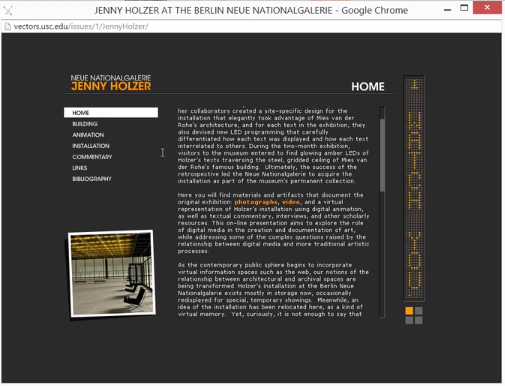 JENNY HOLZER AT THE BERLIN NEUE NATIONALGALERIE - Google Chrome
vectors.usc.edu/issues/1/JennyHolzer/
NEUE NATIONALGALERIE
JENNY HOLZER
HOME
HOME
BUILDING
ANIMATION
INSTALLATION
COMMENTARY
LINKS
BIBLIOGRAPHY
her collaborators created a site-specific design for the
installation that elegantly took advantage of Mies van der
Rohe's architecture, and for each text in the exhibition, they
also devised new LED programming that carefully
differentiated how each text was displayed and how each text
interrelated to others. During the two-month exhibition,
visitors to the museum entered to find glowing amber LEDs of
Holzer's texts traversing the steel, gridded ceiling of Mies van
der Rohe's famous building. Ultimately, the success of the
retrospective led the Neue Nationalgalerie to acquire the
installation as part of the museum's permanent collection.
Here you will find materials and artifacts that document the
original exhibition: photographs, video, and a virtual
representation of Holzer's installation using digital animation,
as well as textual commentary, interviews, and other scholarly
resources. This on-line presentation aims to explore the role
of digital media in the creation and documentation of art,
while addressing some of the complex questions raised by the
relationship between digital media and more traditional artistic
processes.
As the contemporary public sphere begins to incorporate
virtual information spaces such as the web, our notions of the
relationship between architectural and archival spaces are
being transformed. Holzer's installation at the Berlin Neue
Nationalgalerie exists mostly in storage now, occasionally
redisplayed for special, temporary showings. Meanwhile, an
idea of the installation has been relocated here, as a kind of
virtual memory. Yet, curiously, it is not enough to say that
I WATCH YOU